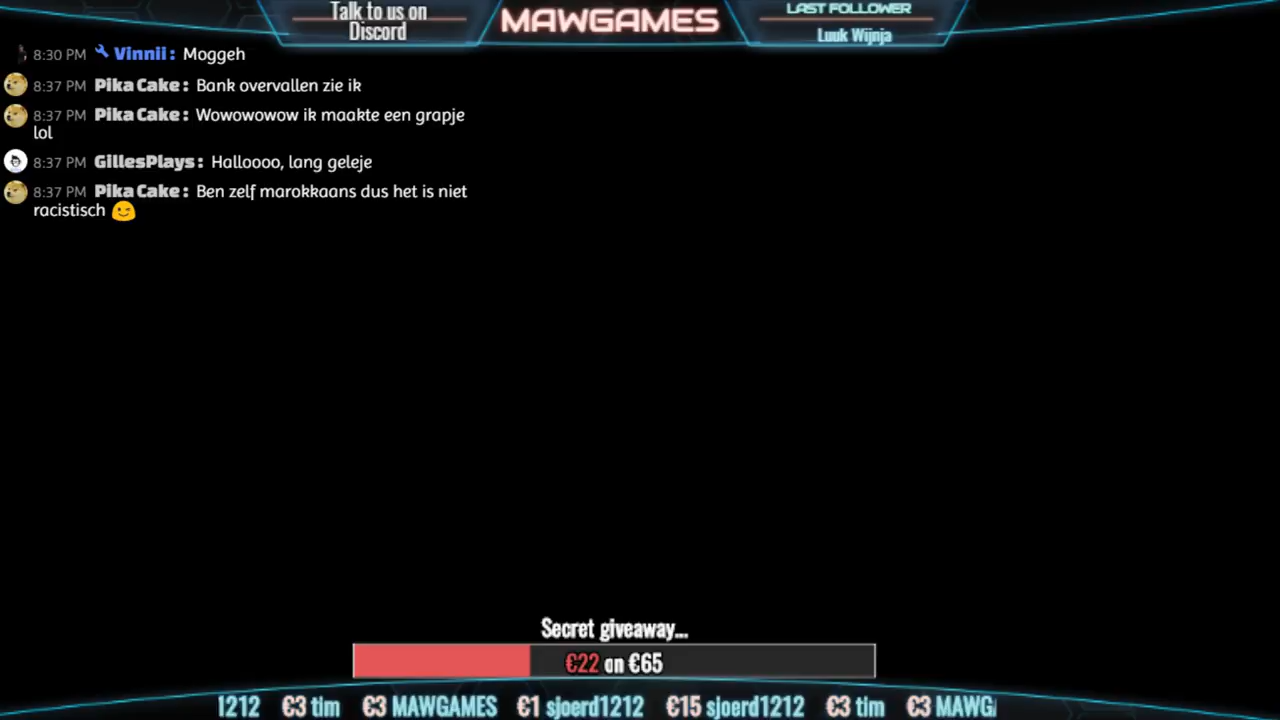 Talk to us on
Discord
MAWGAMES
LAST FOLLOWER
Luuk Wijnja
8:30 PM Vinnii: Moggeh
8:37 PM Pika Cake: Bank overvallen zie ik
8:37 PM Pika Cake: Wowowowow ik maakte een grapje
lol
8:37 PM GillesPlays: Halloooo, lang geleje
8:37 PM Pika Cake: Ben zelf marokkaans dus het is niet
racistisch 😉
Secret giveaway...
€22 on €65
1212 €3 tim €3 MAWGAMES €1 sjoerd1212 €15 sjoerd1212 €3 tim €3 MAWG